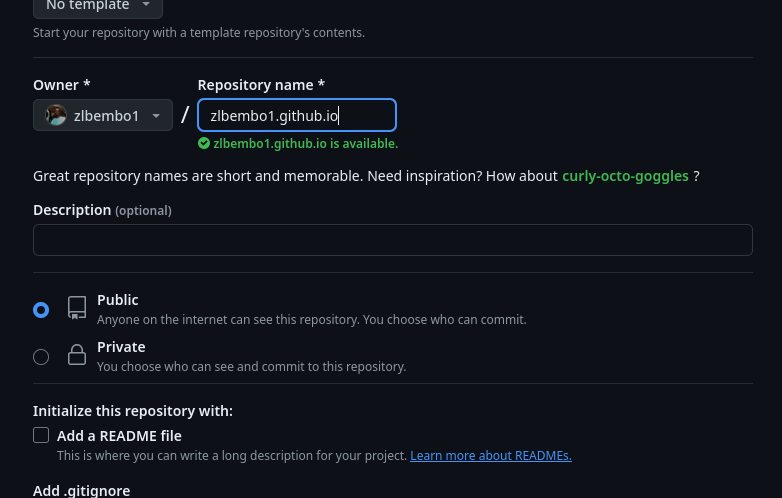 No template
Start your repository with a template repository's contents.
Owner *
Repository name *
zlbembo1
/
zlbembo1.github.io
zlbembo1.github.io is available.
Great repository names are short and memorable. Need inspiration? How about curly-octo-goggles ?
Description (optional)
Public
Anyone on the internet can see this repository. You choose who can commit.
Private
You choose who can see and commit to this repository.
Initialize this repository with:
Add a README file
This is where you can write a long description for your project. Learn more about READMEs.
Add .gitignore